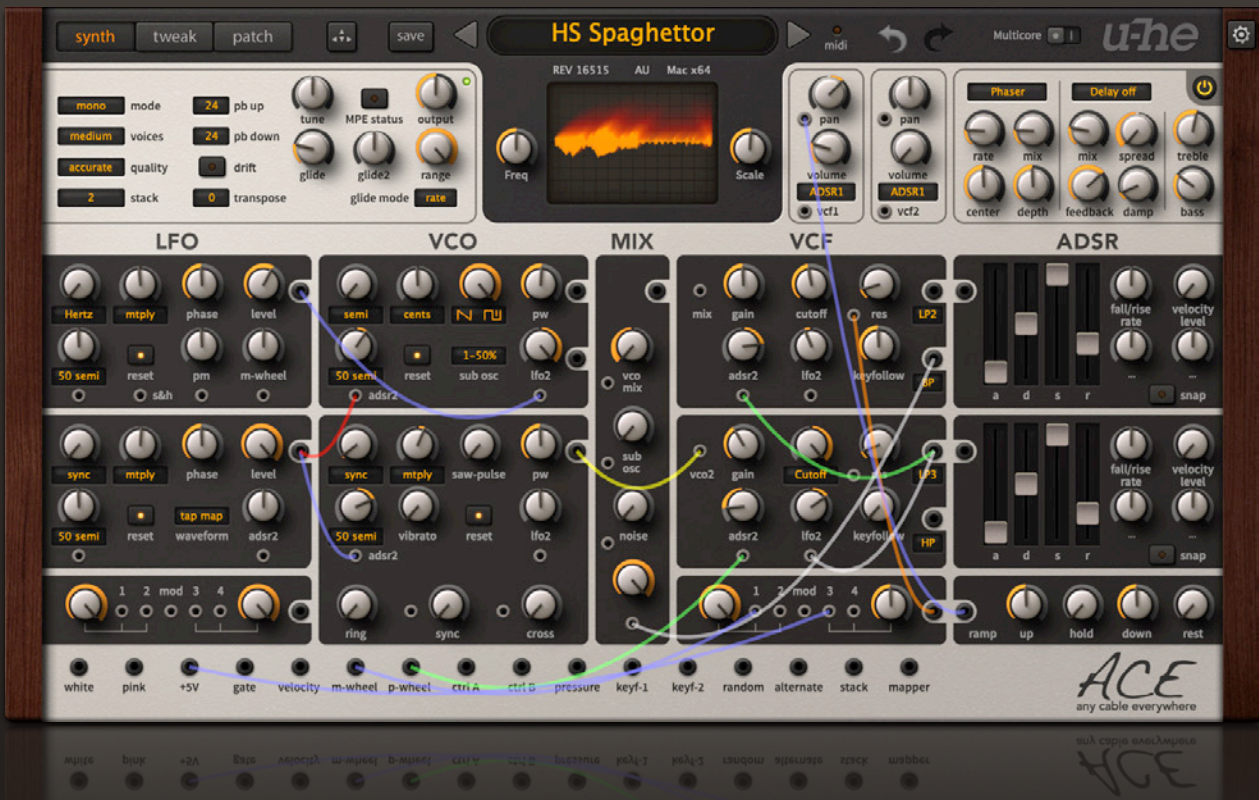 synth tweak patch save HS Spaghettor midi Multicore u-he
REV 16515 AU Mac x64
mono mode 24 pb up tune MPE status output
medium voices 24 pb down
accurate quality drift glide glide2 range
2 stack 0 transpose glide mode rate
Freq Scale
pan pan
volume volume
ADSR1 ADSR1
vcf1 vcf2
Phaser Delay off
rate mix mix spread treble
center depth feedback damp bass
LFO VCO MIX VCF ADSR
Hertz mtply phase level
50 semi reset pm m-wheel
s&h
semi cents pw
50 semi reset 1-50% sub osc lfo2
adsr2
vco mix
sub osc
noise
mix gain cutoff res LP2
adsr2 lfo2 keyfollow BP
a d s r
fall/rise rate velocity level
... ...
snap
sync mtply phase level
50 semi reset tap map waveform adsr2
sync mtply saw-pulse pw
50 semi vibrato reset lfo2
adsr2
vco2 gain Cutoff res LP3
adsr2 lfo2 keyfollow HP
a d s r
fall/rise rate velocity level
... ...
snap
1 2 mod 3 4
ring sync cross
1 2 mod 3 4
ramp up hold down rest
white pink +5V gate velocity m-wheel p-wheel ctrl A ctrl B pressure keyf-1 keyf-2 random alternate stack mapper
ACE
any cable everywhere